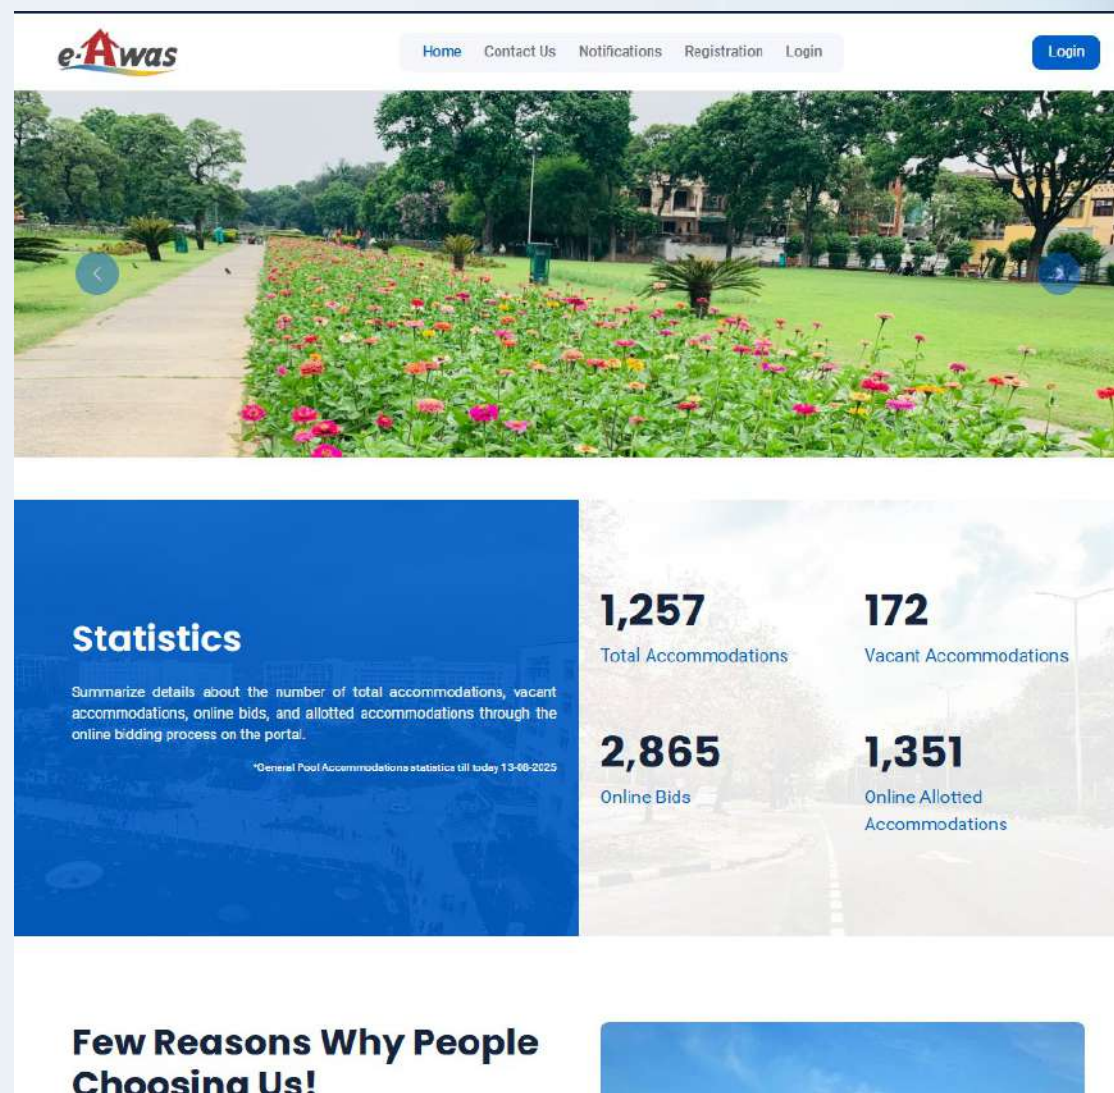 e-Awas
Home Contact Us Notifications Registration Login
Login
Statistics
Summarize details about the number of total accommodations, vacant
accommodations, online bids, and allotted accommodations through the
online bidding process on the portal.
*General Pool Accommodations statistics till today 13-08-2025
1,257
Total Accommodations
172
Vacant Accommodations
2,865
Online Bids
1,351
Online Allotted
Accommodations
Few Reasons Why People
Choosing Us!